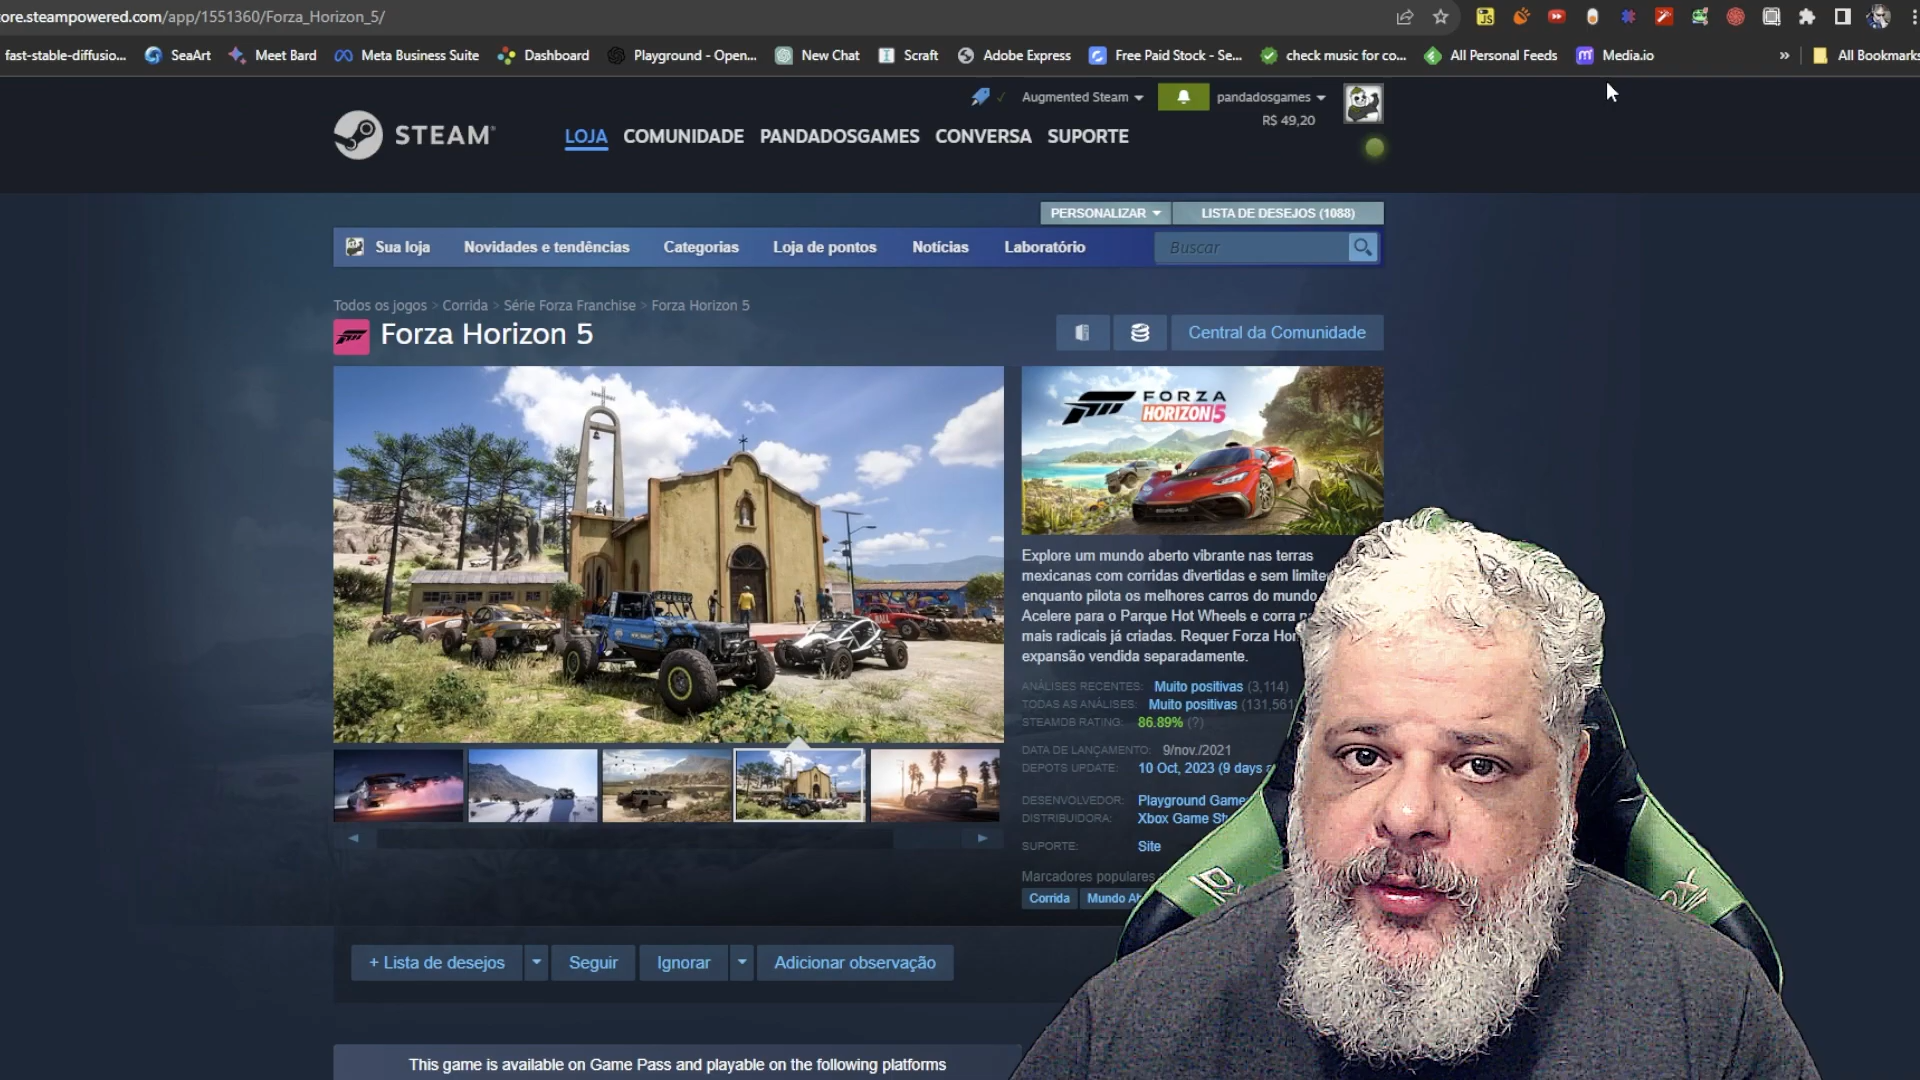 ore.steampowered.com/app/1551360/Forza_Horizon_5/
fast-stable-diffusio... SeaArt Meet Bard Meta Business Suite Dashboard Playground - Open... New Chat Scraft Adobe Express Free Paid Stock - Se... check music for co... All Personal Feeds Media.io » All Bookmarks
Augmented Steam pandadosgames
R$ 49,20
STEAM
LOJA COMUNIDADE PANDADOSGAMES CONVERSA SUPORTE
PERSONALIZAR LISTA DE DESEJOS (1088)
Sua loja Novidades e tendências Categorias Loja de pontos Notícias Laboratório Buscar
Todos os jogos > Corrida > Série Forza Franchise > Forza Horizon 5
Forza Horizon 5
Central da Comunidade
FORZA
HORIZON 5
Explore um mundo aberto vibrante nas terras
mexicanas com corridas divertidas e sem limite
enquanto pilota os melhores carros do mundo
Acelere para o Parque Hot Wheels e corra
mais radicais já criadas. Requer Forza Hor
expansão vendida separadamente.
ANÁLISES RECENTES: Muito positivas (3,114)
TODAS AS ANÁLISES: Muito positivas (131,561)
STEAMDB RATING: 86.89% (?)
DATA DE LANÇAMENTO: 9/nov./2021
DEPOTS UPDATE: 10 Oct, 2023 (9 days
DESENVOLVEDOR: Playground Game
DISTRIBUIDORA: Xbox Game St
SUPORTE: Site
Marcadores populares
Corrida Mundo Ab
+ Lista de desejos Seguir Ignorar Adicionar observação
This game is available on Game Pass and playable on the following platforms